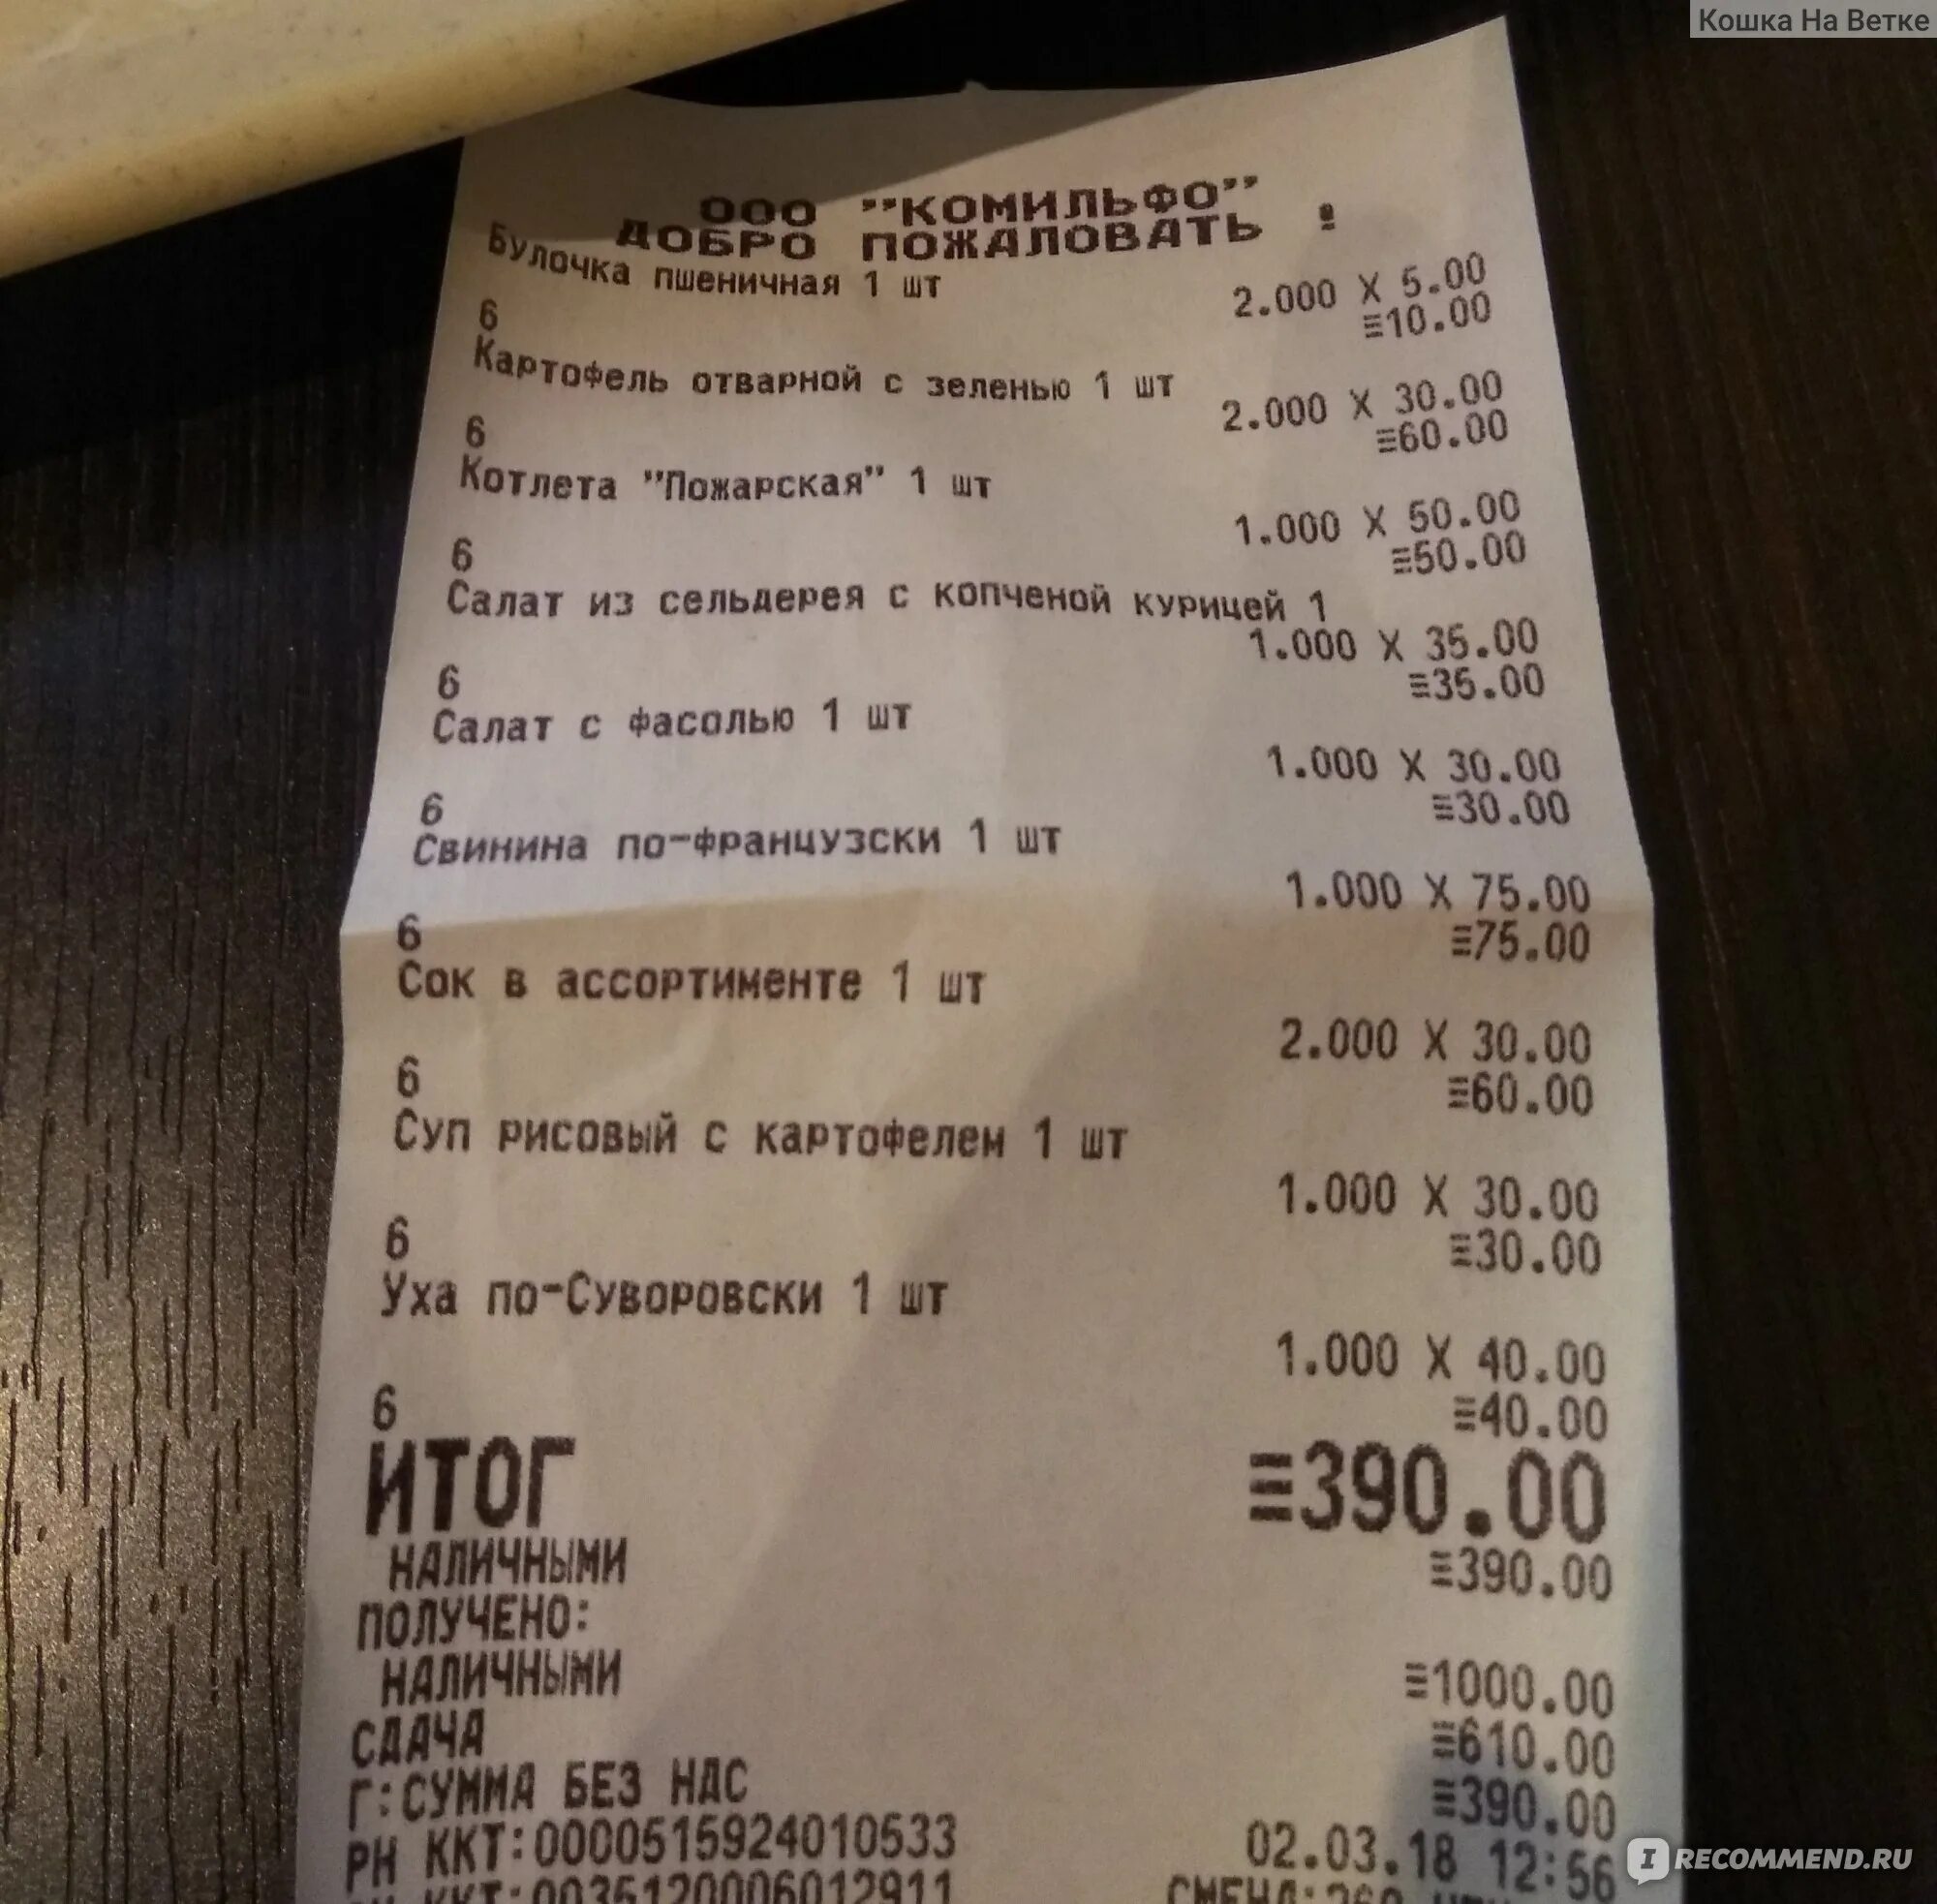 Кошка На Ветке
ООО "КОМИЛЬФО"
ДОБРО ПОЖАЛОВАТЬ !
Булочка пшеничная 1 шт
2.000 X 5.00
6 ≡10.00
Картофель отварной с зеленью 1 шт
2.000 X 30.00
6 ≡60.00
Котлета "Пожарская" 1 шт
1.000 X 50.00
6 ≡50.00
Салат из сельдерея с копченой курицей 1
1.000 X 35.00
6 ≡35.00
Салат с фасолью 1 шт
1.000 X 30.00
6 ≡30.00
Свинина по-французски 1 шт
1.000 X 75.00
6 ≡75.00
Сок в ассортименте 1 шт
2.000 X 30.00
6 ≡60.00
Суп рисовый с картофелем 1 шт
1.000 X 30.00
6 ≡30.00
Уха по-Суворовски 1 шт
1.000 X 40.00
6 ≡40.00
ИТОГ ≡390.00
НАЛИЧНЫМИ ≡390.00
ПОЛУЧЕНО:
НАЛИЧНЫМИ ≡1000.00
СДАЧА ≡610.00
Г:СУММА БЕЗ НДС ≡390.00
РН ККТ:0000515924010533 02.03.18 12:56
ККТ:0035120006012911 СМЕНА:
IRECOMMEND.RU